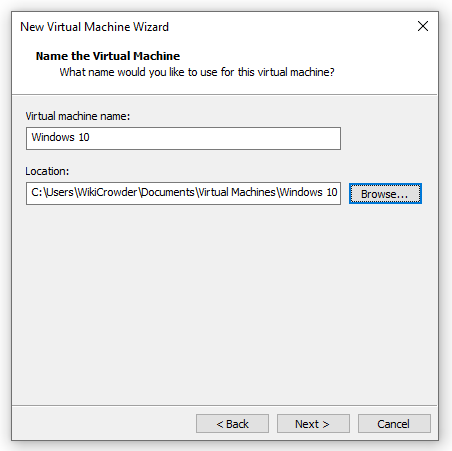 New Virtual Machine Wizard
Name the Virtual Machine
What name would you like to use for this virtual machine?
Virtual machine name:
Windows 10
Location:
C:\Users\WikiCrowder\Documents\Virtual Machines\Windows 10
Browse...
< Back
Next >
Cancel